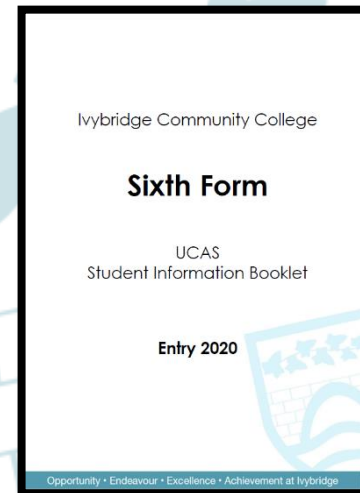 Ivybridge Community College
Sixth Form
UCAS
Student Information Booklet
Entry 2020
Opportunity • Endeavour • Excellence • Achievement at Ivybridge